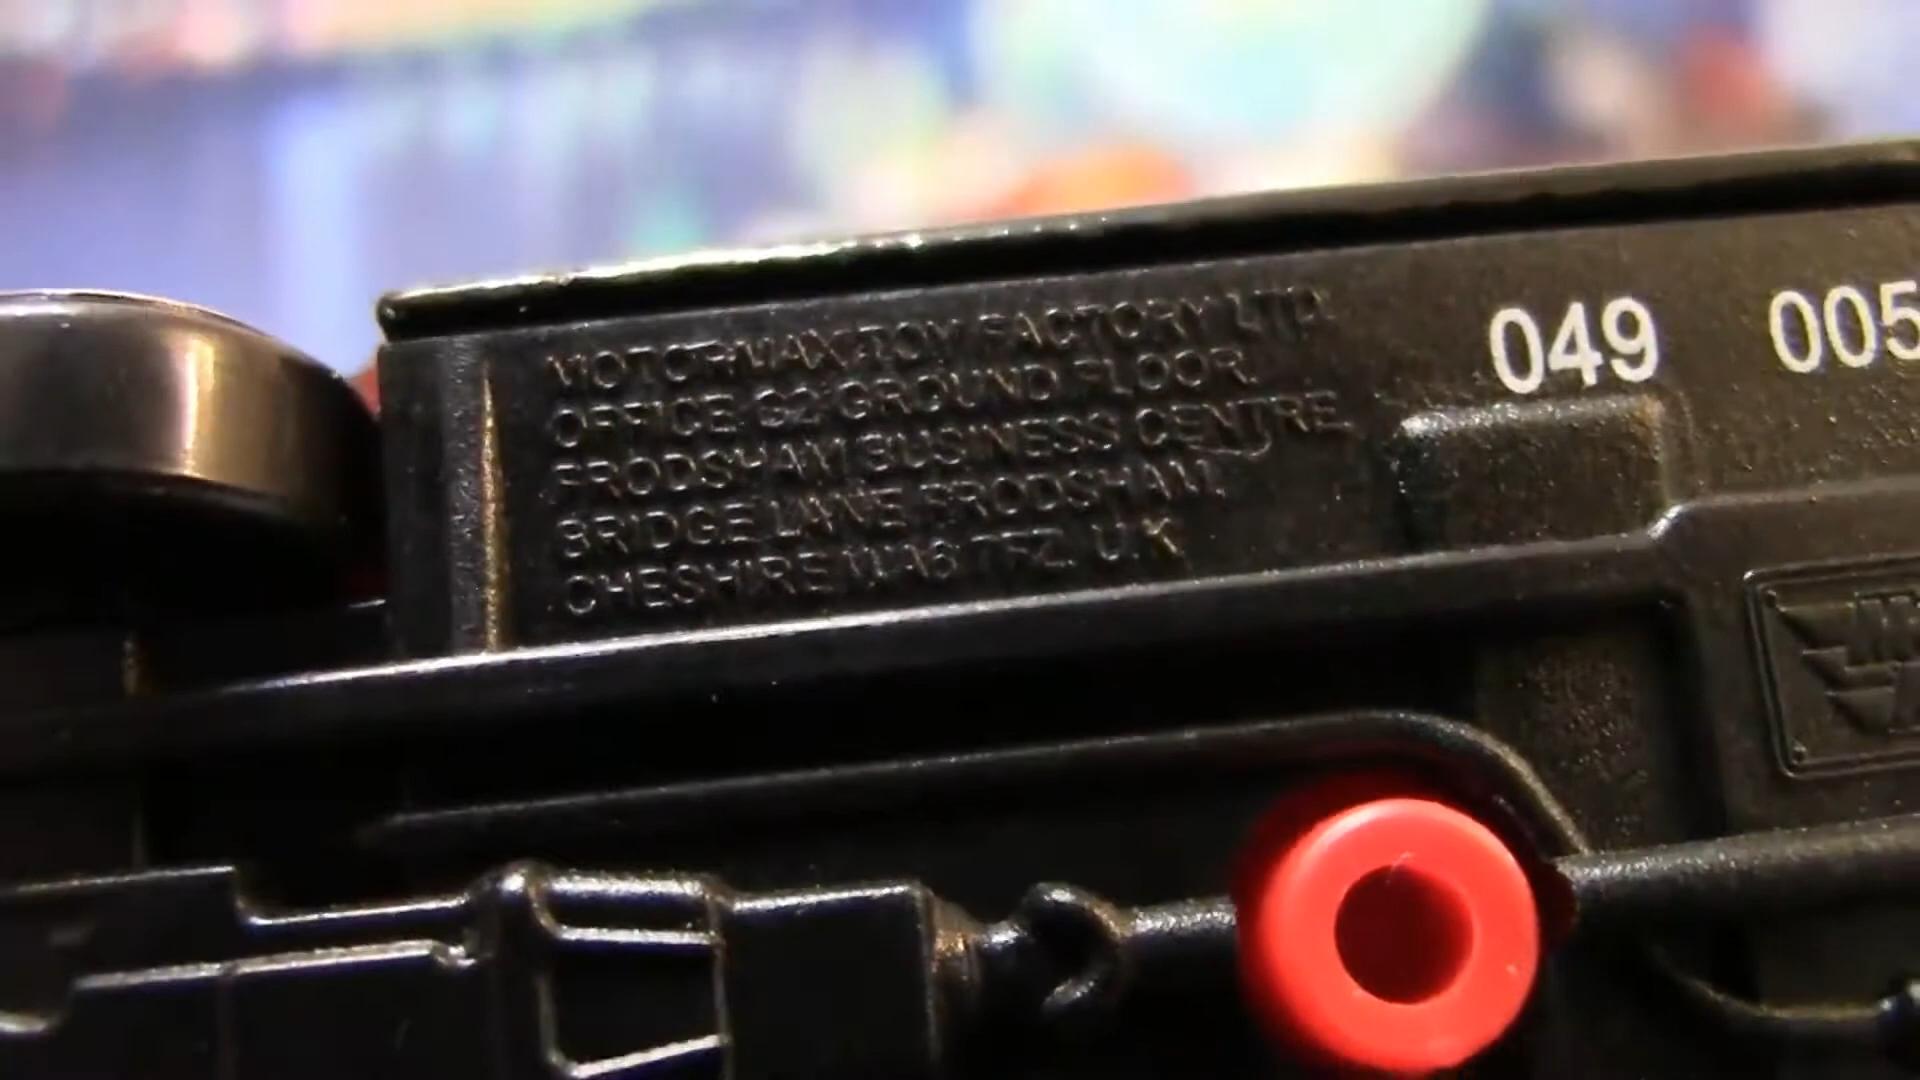 MOTORMAX TOY FACTORY LTD.
OFFICE G2 GROUND FLOOR,
FRODSHAM BUSINESS CENTRE,
BRIDGE LANE FRODSHAM,
CHESHIRE WA6 7FZ. U.K
049 005